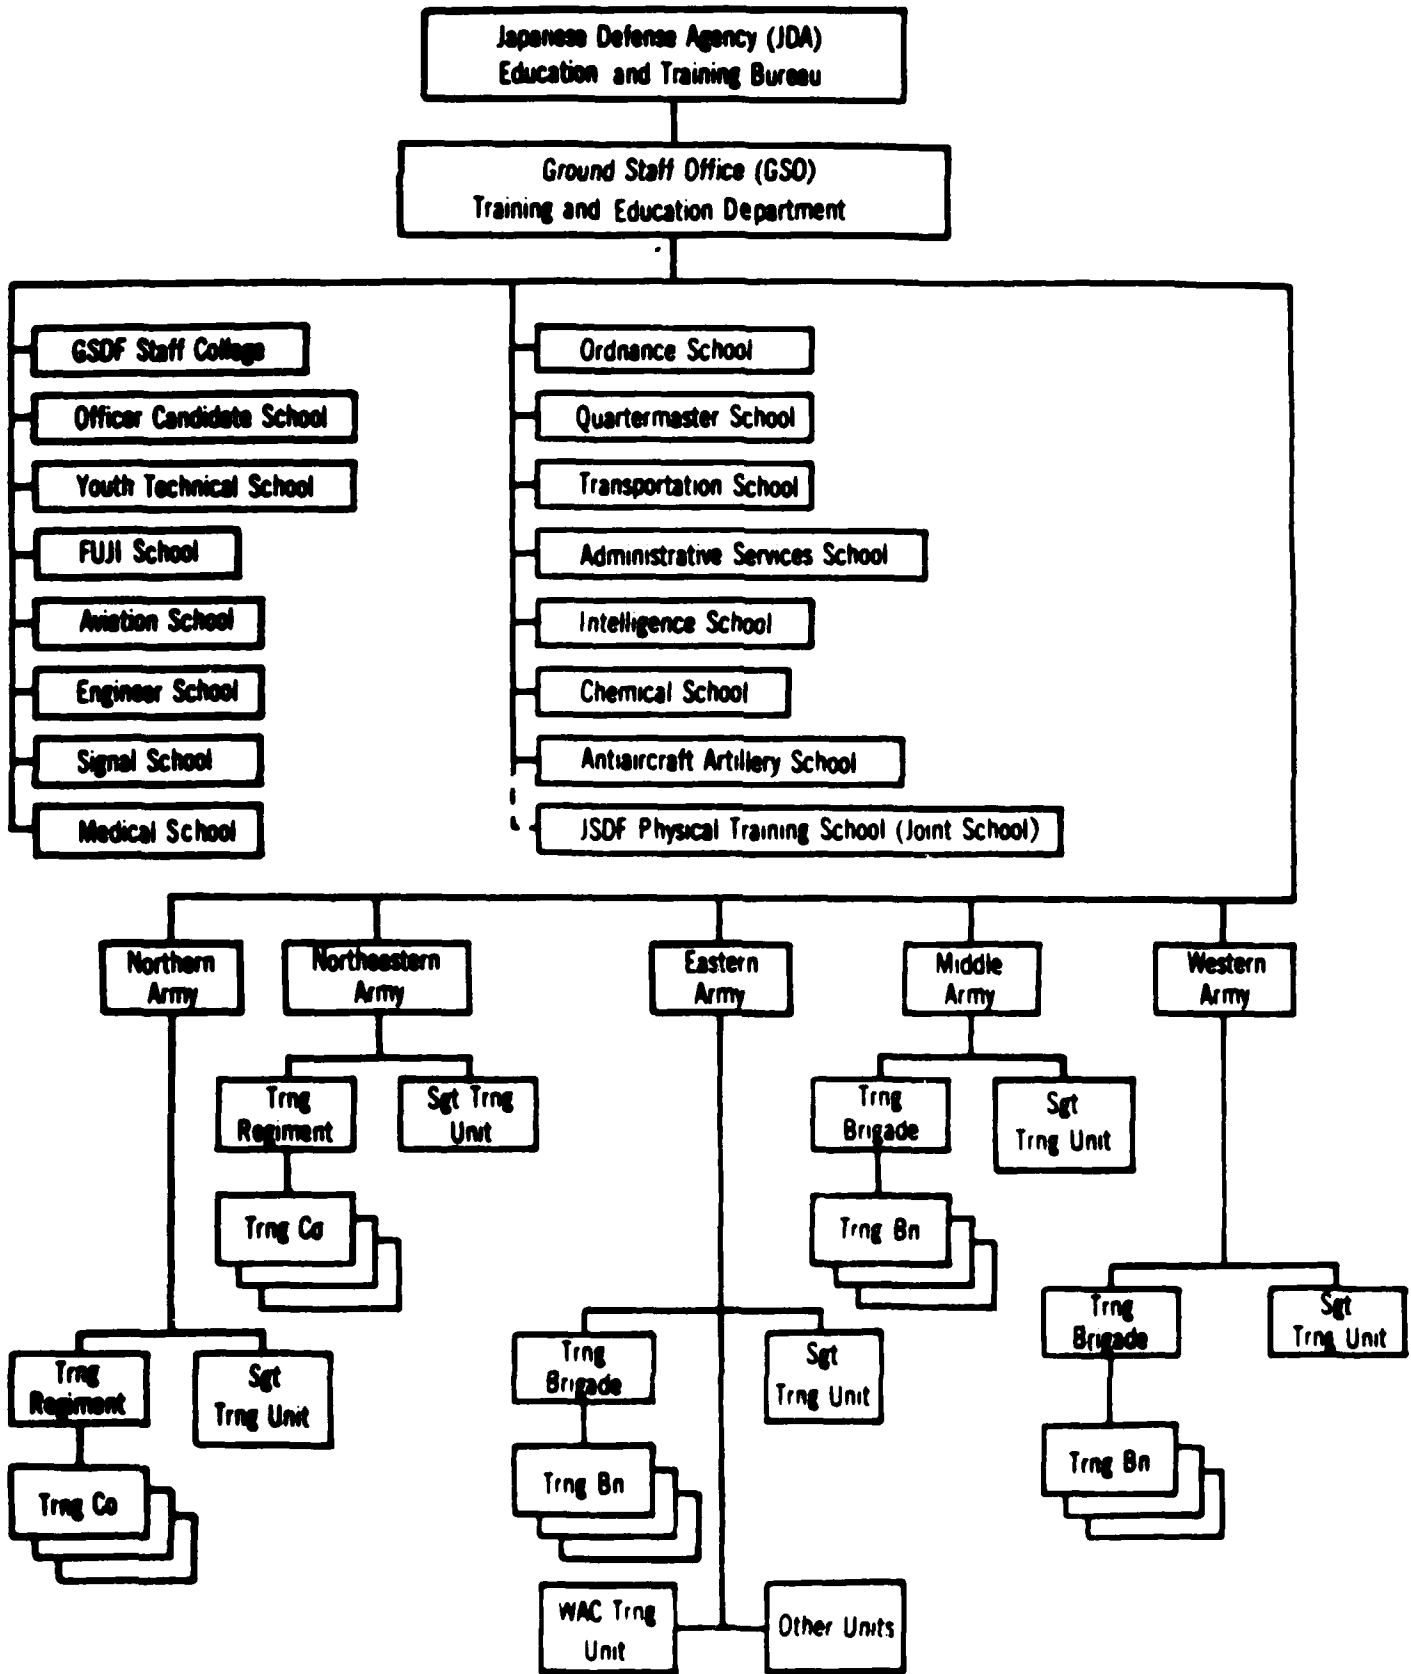 Japanese Defense Agency (JDA)
Education and Training Bureau
Ground Staff Office (GSO)
Training and Education Department
GSDF Staff College
Officer Candidate School
Youth Technical School
FUJI School
Aviation School
Engineer School
Signal School
Medical School
Ordnance School
Quartermaster School
Transportation School
Administrative Services School
Intelligence School
Chemical School
Antiaircraft Artillery School
JSDF Physical Training School (Joint School)
Northern
Army
Northeastern
Army
Eastern
Army
Middle
Army
Western
Army
Trng
Regiment
Sgt
Trng Unit
Trng Co
Trng
Regiment
Sgt Trng
Unit
Trng Co
Trng
Brigade
Sgt
Trng Unit
Trng Bn
WAC Trng
Unit
Other Units
Trng
Brigade
Sgt
Trng Unit
Trng Bn
Trng
Brigade
Sgt
Trng Unit
Trng Bn